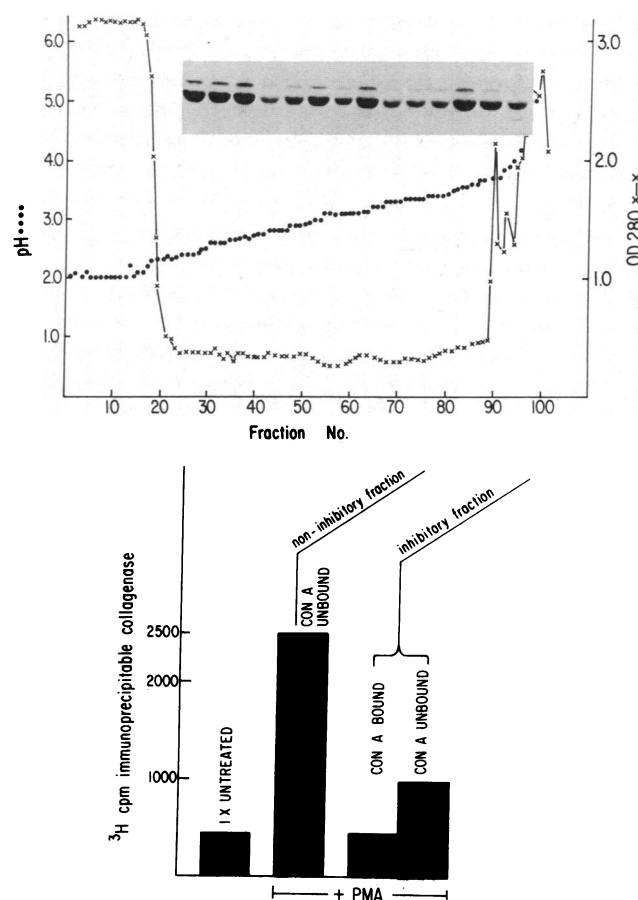 6.0
5.0
4.0
3.0
2.0
1.0
pH••••
3.0
2.0
1.0
OD 280 x—x
10 20 30 40 50 60 70 80 90 100
Fraction No.
non-inhibitory fraction
inhibitory fraction
³H cpm immunoprecipitable collagenase
2500
2000
1000
1X UNTREATED
CON A
UNBOUND
CON A BOUND
CON A UNBOUND
+ PMA